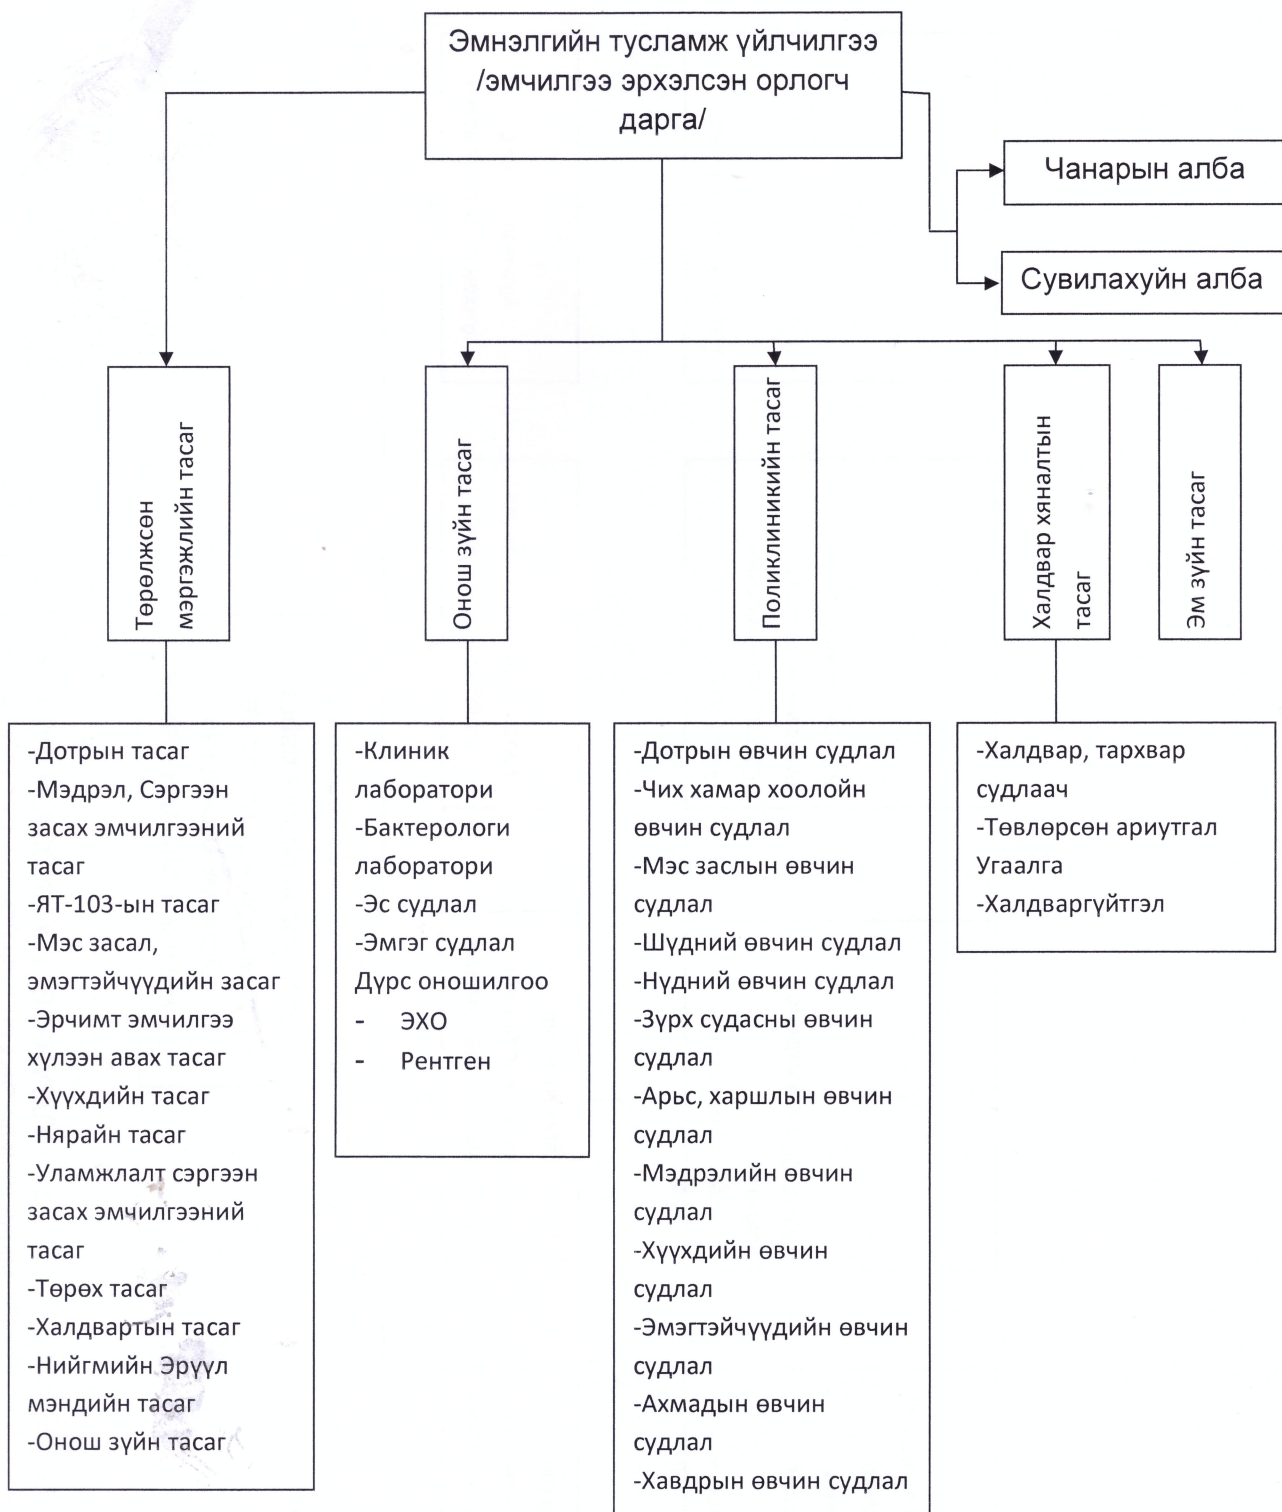 Эмнэлгийн тусламж үйлчилгээ
/эмчилгээ эрхэлсэн орлогч
дарга/
Чанарын алба
Сувилахуйн алба
Төрөлжсөн
мэргэжлийн тасаг
Онош зүйн тасаг
Поликлиникийн тасаг
Халдвар хяналтын
тасаг
Эм зүйн тасаг
-Дотрын тасаг
-Мэдрэл, Сэргээн
засах эмчилгээний
тасаг
-ЯТ-103-ын тасаг
-Мэс засал,
эмэгтэйчүүдийн засаг
-Эрчимт эмчилгээ
хүлээн авах тасаг
-Хүүхдийн тасаг
-Нярайн тасаг
-Уламжлалт сэргээн
засах эмчилгээний
тасаг
-Төрөх тасаг
-Халдвартын тасаг
-Нийгмийн Эрүүл
мэндийн тасаг
-Онош зүйн тасаг
-Клиник
лаборатори
-Бактерологи
лаборатори
-Эс судлал
-Эмгэг судлал
Дүрс оношилгоо
- ЭХО
- Рентген
-Дотрын өвчин судлал
-Чих хамар хоолойн
өвчин судлал
-Мэс заслын өвчин
судлал
-Шүдний өвчин судлал
-Нүдний өвчин судлал
-Зүрх судасны өвчин
судлал
-Арьс, харшлын өвчин
судлал
-Мэдрэлийн өвчин
судлал
-Хүүхдийн өвчин
судлал
-Эмэгтэйчүүдийн өвчин
судлал
-Ахмадын өвчин
судлал
-Хавдрын өвчин судлал
-Халдвар, тархвар
судлаач
-Төвлөрсөн ариутгал
Угаалга
-Халдваргүйтгэл